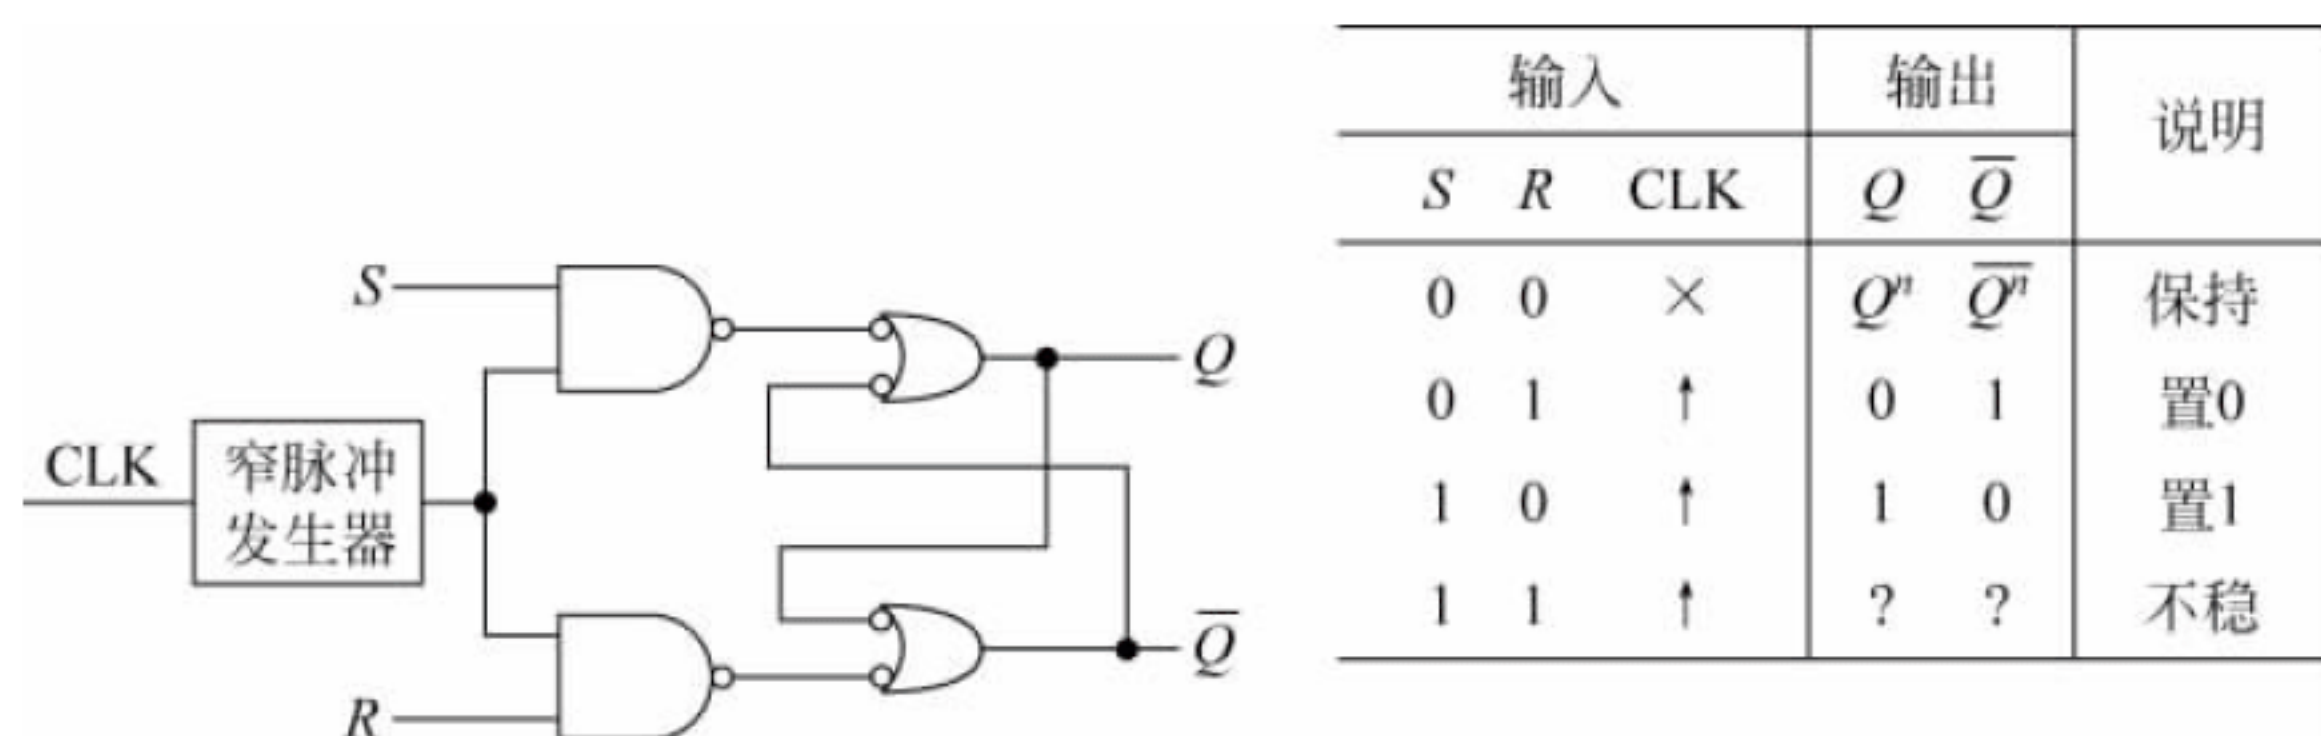 S
CLK
窄脉冲
发生器
R
Q
Q̅
输入 输出 说明
S R CLK Q Q̅
0 0 × Qⁿ Q̅ⁿ 保持
0 1 ↑ 0 1 置0
1 0 ↑ 1 0 置1
1 1 ↑ ? ? 不稳